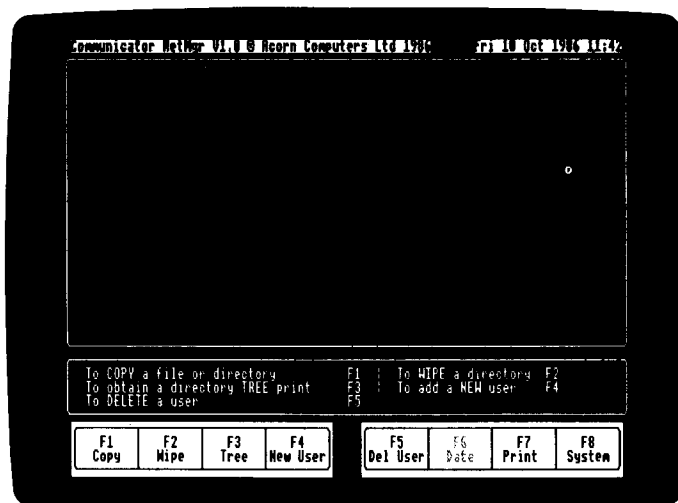 Communicator NetMgr V1.0 © Acorn Computers Ltd 1986 Fri 10 Oct 1986 11:42
To COPY a file or directory F1 | To WIPE a directory F2
To obtain a directory TREE print F3 | To add a NEW user F4
To DELETE a user F5
F1 F2 F3 F4 F5 F6 F7 F8
Copy Wipe Tree New User Del User Date Print System